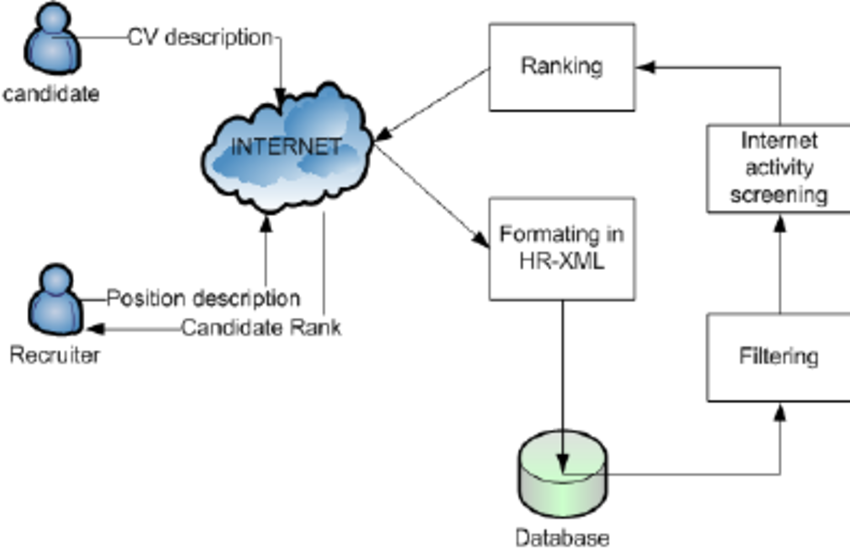 CV description
candidate
INTERNET
Ranking
Internet
activity
screening
Formating in
HR-XML
Position description
Candidate Rank
Recruiter
Filtering
Database